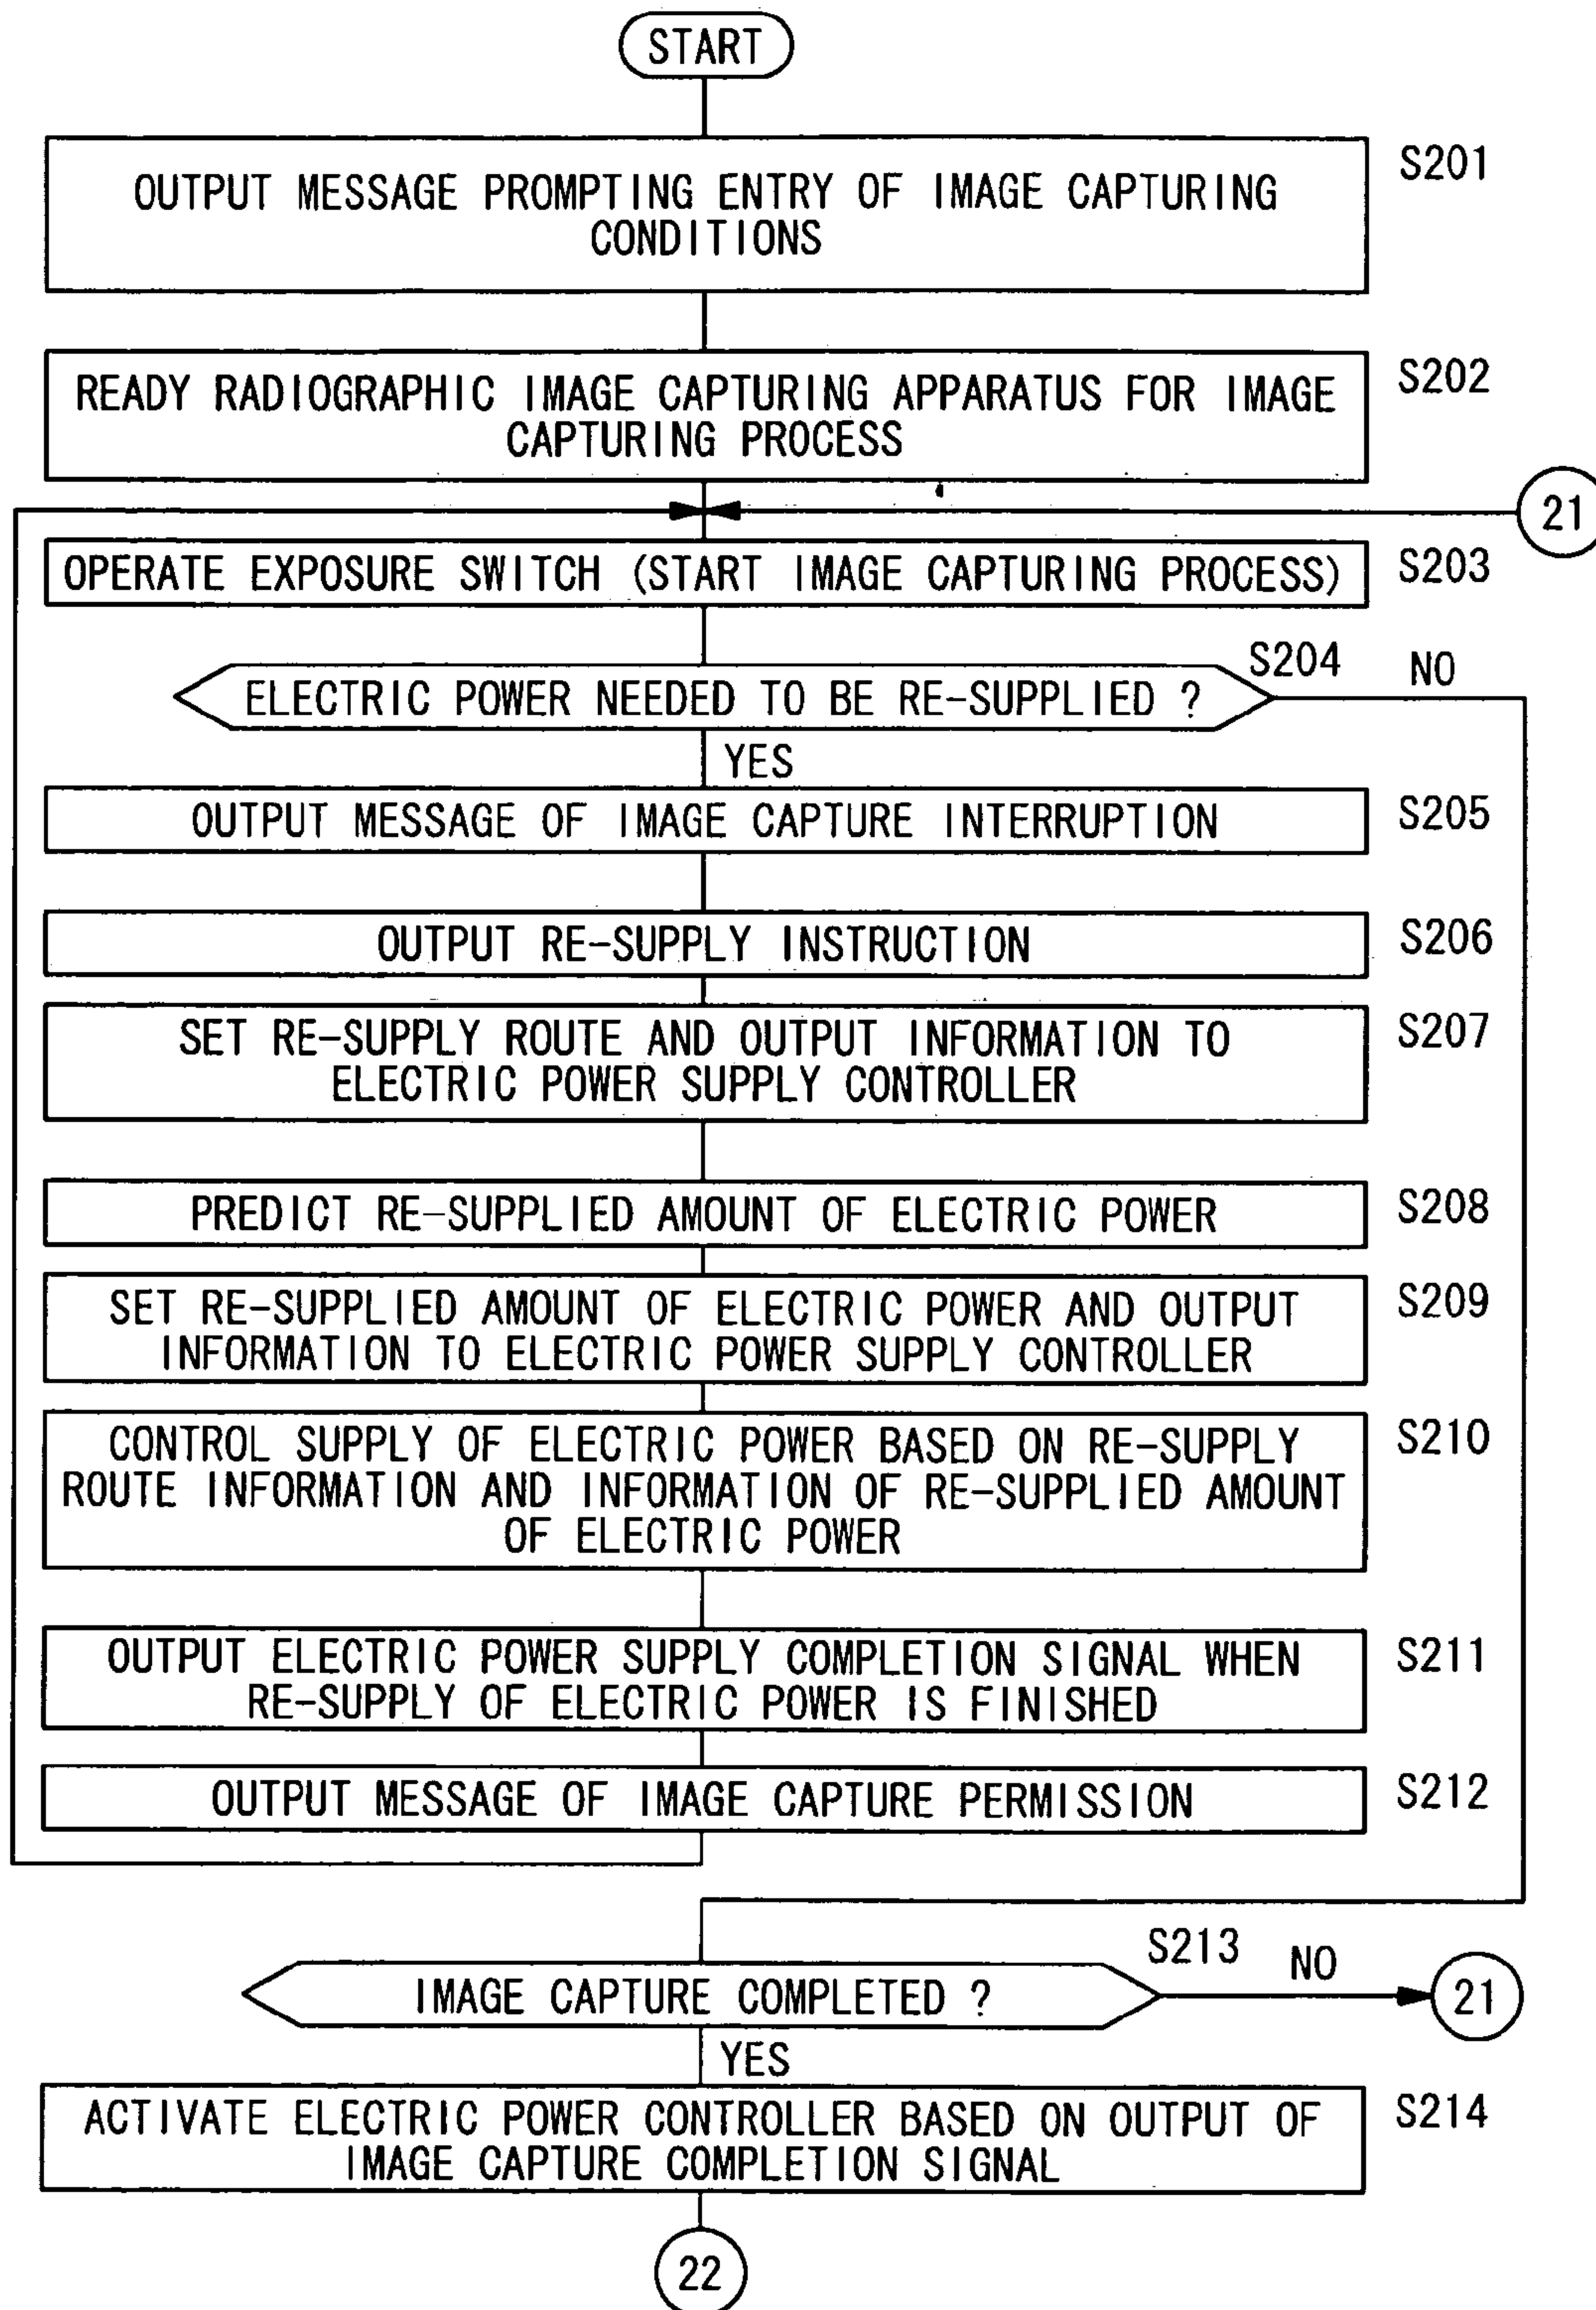 START
OUTPUT MESSAGE PROMPTING ENTRY OF IMAGE CAPTURING
CONDITIONS
S201
READY RADIOGRAPHIC IMAGE CAPTURING APPARATUS FOR IMAGE
CAPTURING PROCESS
S202
21
OPERATE EXPOSURE SWITCH (START IMAGE CAPTURING PROCESS)
S203
ELECTRIC POWER NEEDED TO BE RE-SUPPLIED ?
S204
NO
YES
OUTPUT MESSAGE OF IMAGE CAPTURE INTERRUPTION
S205
OUTPUT RE-SUPPLY INSTRUCTION
S206
SET RE-SUPPLY ROUTE AND OUTPUT INFORMATION TO
ELECTRIC POWER SUPPLY CONTROLLER
S207
PREDICT RE-SUPPLIED AMOUNT OF ELECTRIC POWER
S208
SET RE-SUPPLIED AMOUNT OF ELECTRIC POWER AND OUTPUT
INFORMATION TO ELECTRIC POWER SUPPLY CONTROLLER
S209
CONTROL SUPPLY OF ELECTRIC POWER BASED ON RE-SUPPLY
ROUTE INFORMATION AND INFORMATION OF RE-SUPPLIED AMOUNT
OF ELECTRIC POWER
S210
OUTPUT ELECTRIC POWER SUPPLY COMPLETION SIGNAL WHEN
RE-SUPPLY OF ELECTRIC POWER IS FINISHED
S211
OUTPUT MESSAGE OF IMAGE CAPTURE PERMISSION
S212
IMAGE CAPTURE COMPLETED ?
S213
NO
21
YES
ACTIVATE ELECTRIC POWER CONTROLLER BASED ON OUTPUT OF
IMAGE CAPTURE COMPLETION SIGNAL
S214
22